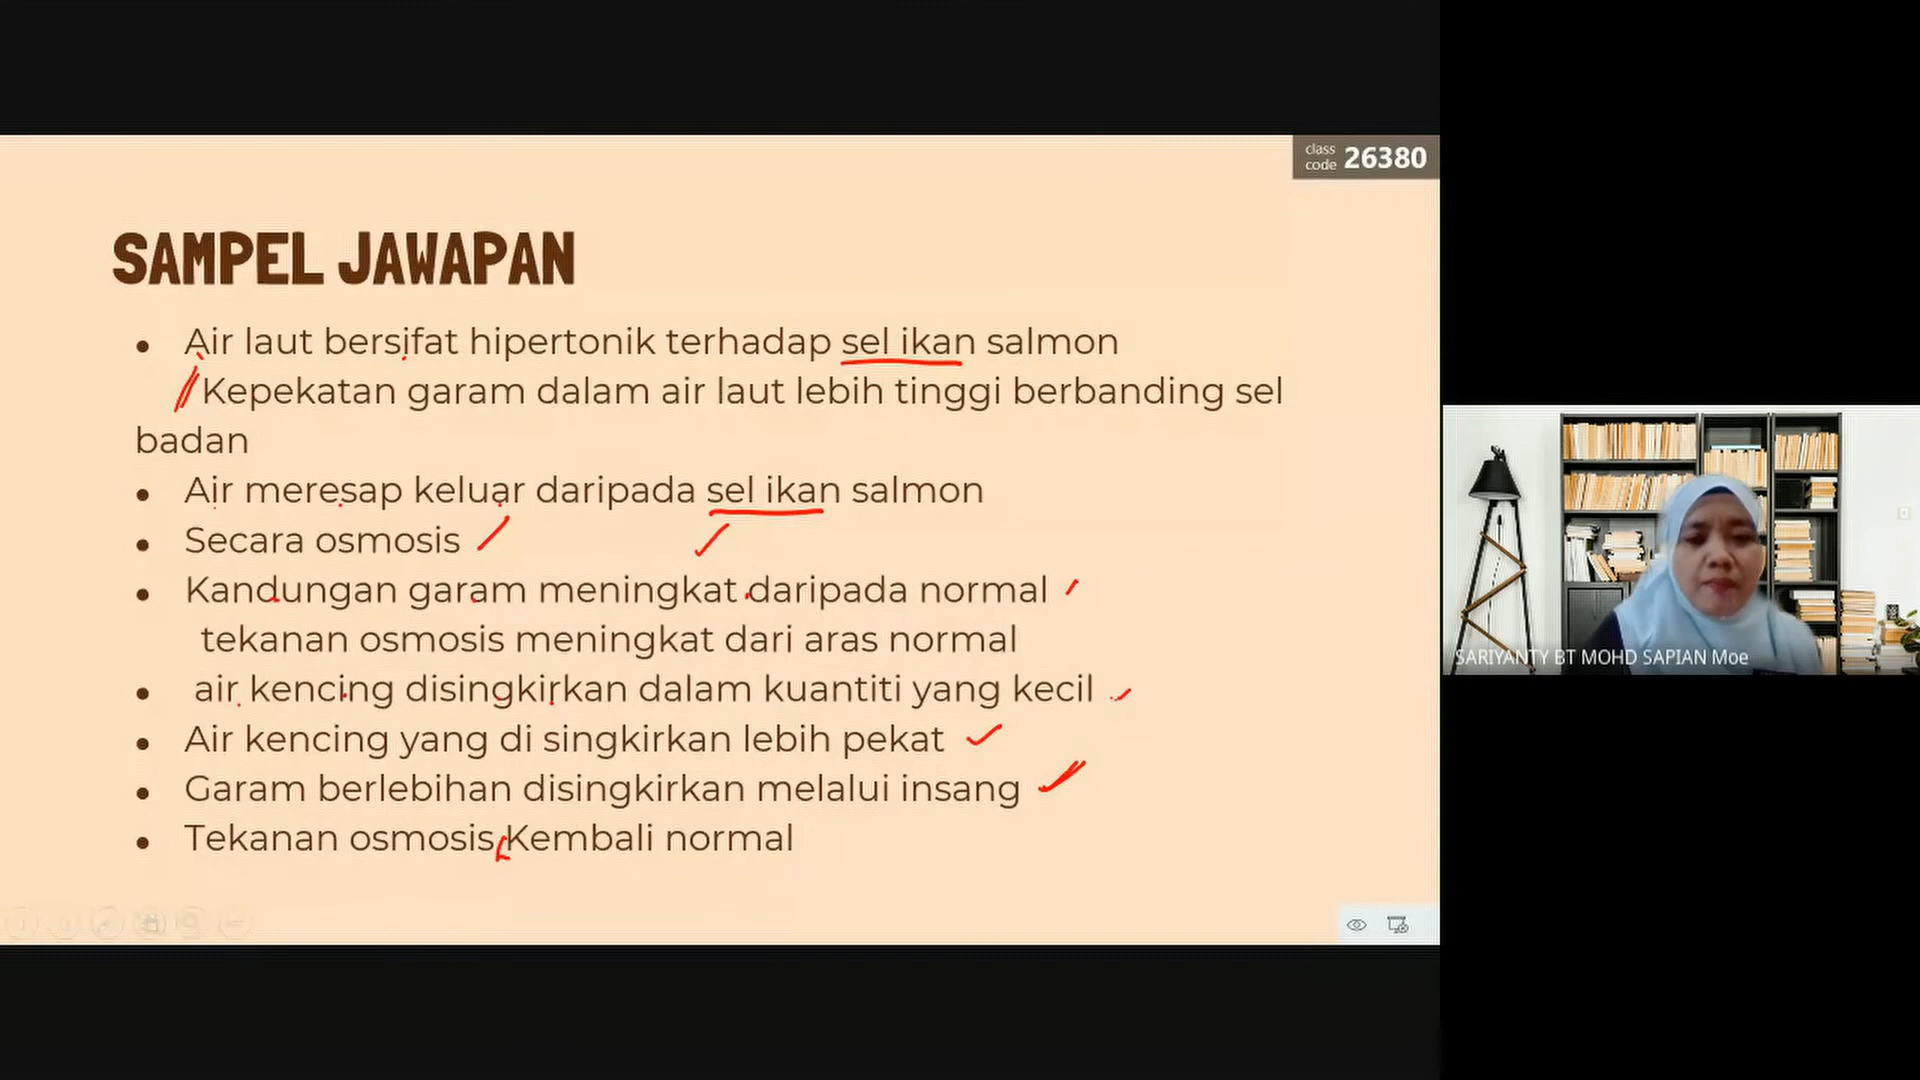 class code 26380
SAMPEL JAWAPAN
• Air laut bersifat hipertonik terhadap sel ikan salmon
//Kepekatan garam dalam air laut lebih tinggi berbanding sel
badan
• Air meresap keluar daripada sel ikan salmon
• Secara osmosis
• Kandungan garam meningkat daripada normal
tekanan osmosis meningkat dari aras normal
• air kencing disingkirkan dalam kuantiti yang kecil
• Air kencing yang di singkirkan lebih pekat
• Garam berlebihan disingkirkan melalui insang
• Tekanan osmosis Kembali normal
SARIYANTY BT MOHD SAPIAN Moe